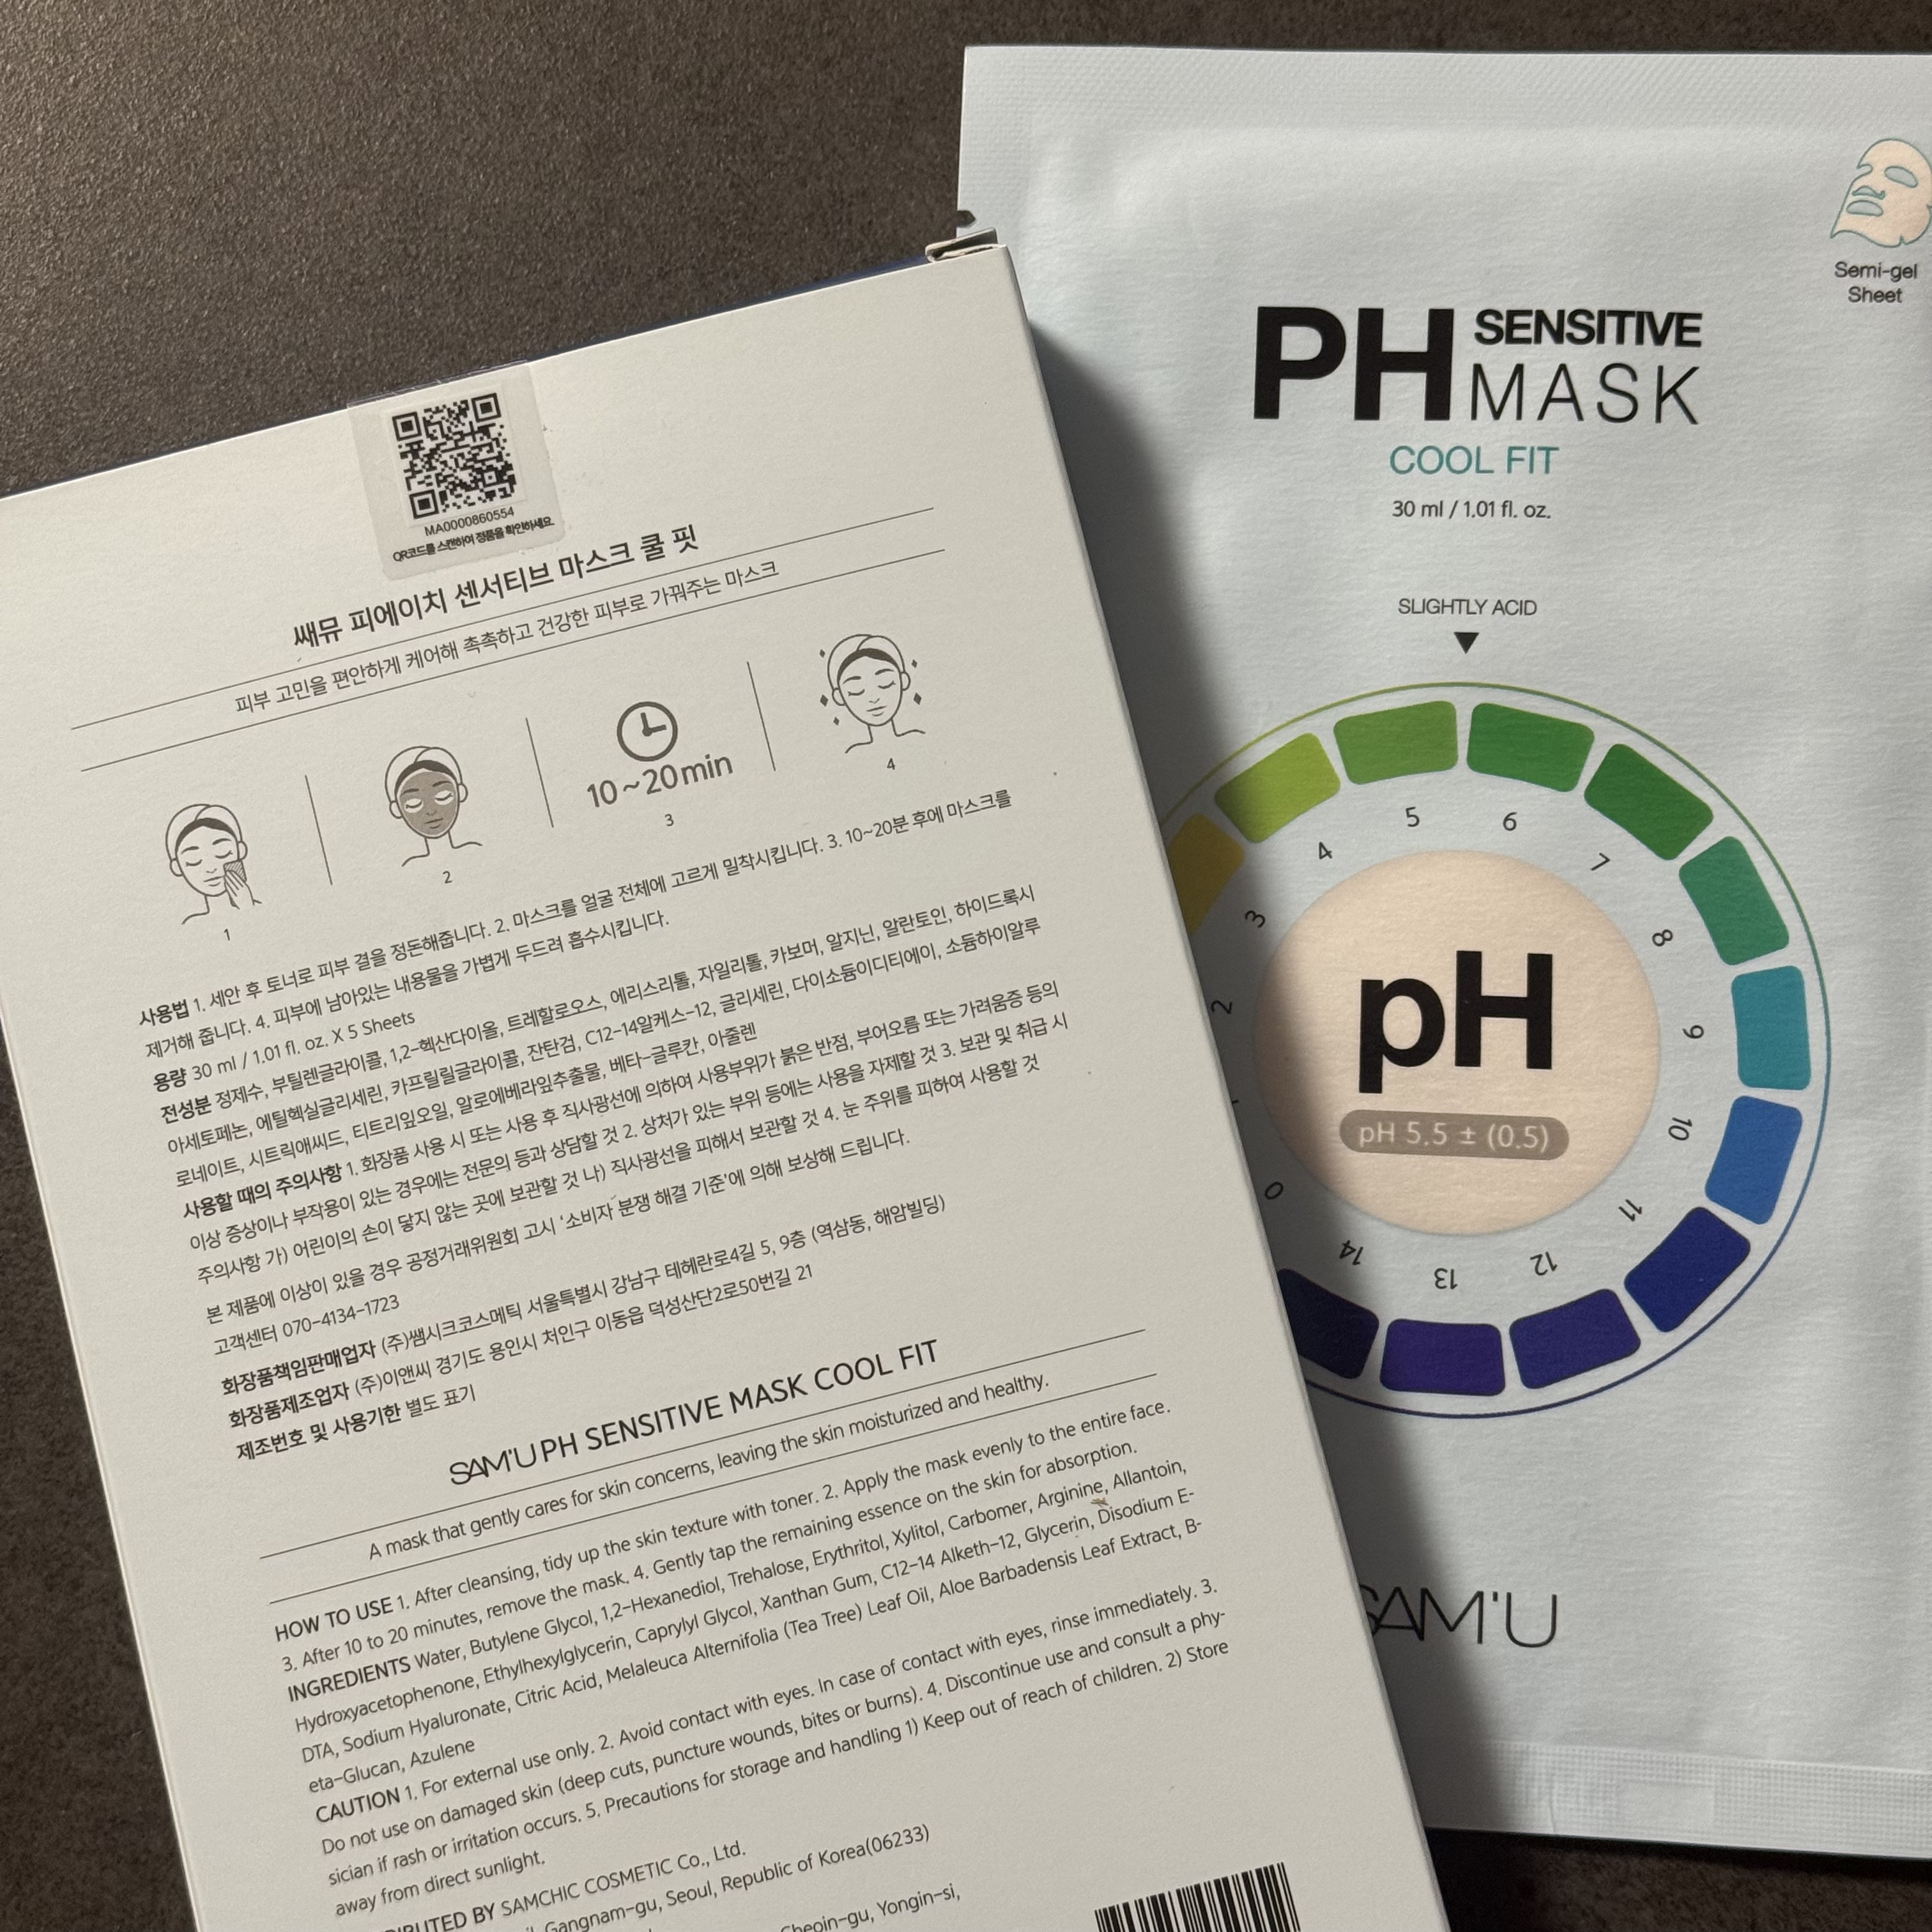 MA0000860554
QR코드를 스캔하여 정품을 확인하세요.
쌔뮤 피에이치 센서티브 마스크 쿨 핏
피부 고민을 편안하게 케어해 촉촉하고 건강한 피부로 가꿔주는 마스크
1
2
10~20min
3
4
사용법 1. 세안 후 토너로 피부 결을 정돈해줍니다. 2. 마스크를 얼굴 전체에 고르게 밀착시킵니다. 3. 10~20분 후에 마스크를
제거해 줍니다. 4. 피부에 남아있는 내용물을 가볍게 두드려 흡수시킵니다.
용량 30 ml / 1.01 fl. oz. X 5 Sheets
전성분 정제수, 부틸렌글라이콜, 1,2-헥산다이올, 트레할로오스, 에리스리톨, 자일리톨, 카보머, 알지닌, 알란토인, 하이드록시
아세토페논, 에틸헥실글리세린, 카프릴릴글라이콜, 잔탄검, C12-14알케스-12, 글리세린, 다이소듐이디티에이, 소듐하이알루
로네이트, 시트릭애씨드, 티트리잎오일, 알로에베라잎추출물, 베타-글루칸, 아줄렌
사용할 때의 주의사항 1. 화장품 사용 시 또는 사용 후 직사광선에 의하여 사용부위가 붉은 반점, 부어오름 또는 가려움증 등의
이상 증상이나 부작용이 있는 경우에는 전문의 등과 상담할 것 2. 상처가 있는 부위 등에는 사용을 자제할 것 3. 보관 및 취급 시
주의사항 가) 어린이의 손이 닿지 않는 곳에 보관할 것 나) 직사광선을 피해서 보관할 것 4. 눈 주위를 피하여 사용할 것
본 제품에 이상이 있을 경우 공정거래위원회 고시 '소비자 분쟁 해결 기준'에 의해 보상해 드립니다.
고객센터 070-4134-1723
화장품책임판매업자 (주)쌤시크코스메틱 서울특별시 강남구 테헤란로4길 5, 9층 (역삼동, 해암빌딩)
화장품제조업자 (주)이앤씨 경기도 용인시 처인구 이동읍 덕성산단2로50번길 21
제조번호 및 사용기한 별도 표기
SAM'U PH SENSITIVE MASK COOL FIT
A mask that gently cares for skin concerns, leaving the skin moisturized and healthy.
HOW TO USE 1. After cleansing, tidy up the skin texture with toner. 2. Apply the mask evenly to the entire face.
3. After 10 to 20 minutes, remove the mask. 4. Gently tap the remaining essence on the skin for absorption.
INGREDIENTS Water, Butylene Glycol, 1,2-Hexanediol, Trehalose, Erythritol, Xylitol, Carbomer, Arginine, Allantoin,
Hydroxyacetophenone, Ethylhexylglycerin, Caprylyl Glycol, Xanthan Gum, C12-14 Alketh-12, Glycerin, Disodium E-
DTA, Sodium Hyaluronate, Citric Acid, Melaleuca Alternifolia (Tea Tree) Leaf Oil, Aloe Barbadensis Leaf Extract, B-
eta-Glucan, Azulene
CAUTION 1. For external use only. 2. Avoid contact with eyes. In case of contact with eyes, rinse immediately. 3.
Do not use on damaged skin (deep cuts, puncture wounds, bites or burns). 4. Discontinue use and consult a phy-
sician if rash or irritation occurs. 5. Precautions for storage and handling 1) Keep out of reach of children. 2) Store
away from direct sunlight.
BY SAMCHIC COSMETIC Co., Ltd.
Gangnam-gu, Seoul, Republic of Korea(06233)
Cheoin-gu, Yongin-si,
Semi-gel
Sheet
PH SENSITIVE
MASK
COOL FIT
30 ml / 1.01 fl. oz.
SLIGHTLY ACID
0
2
3
4
5
6
7
8
9
10
11
12
13
14
pH
pH 5.5 ± (0.5)
SAM'U